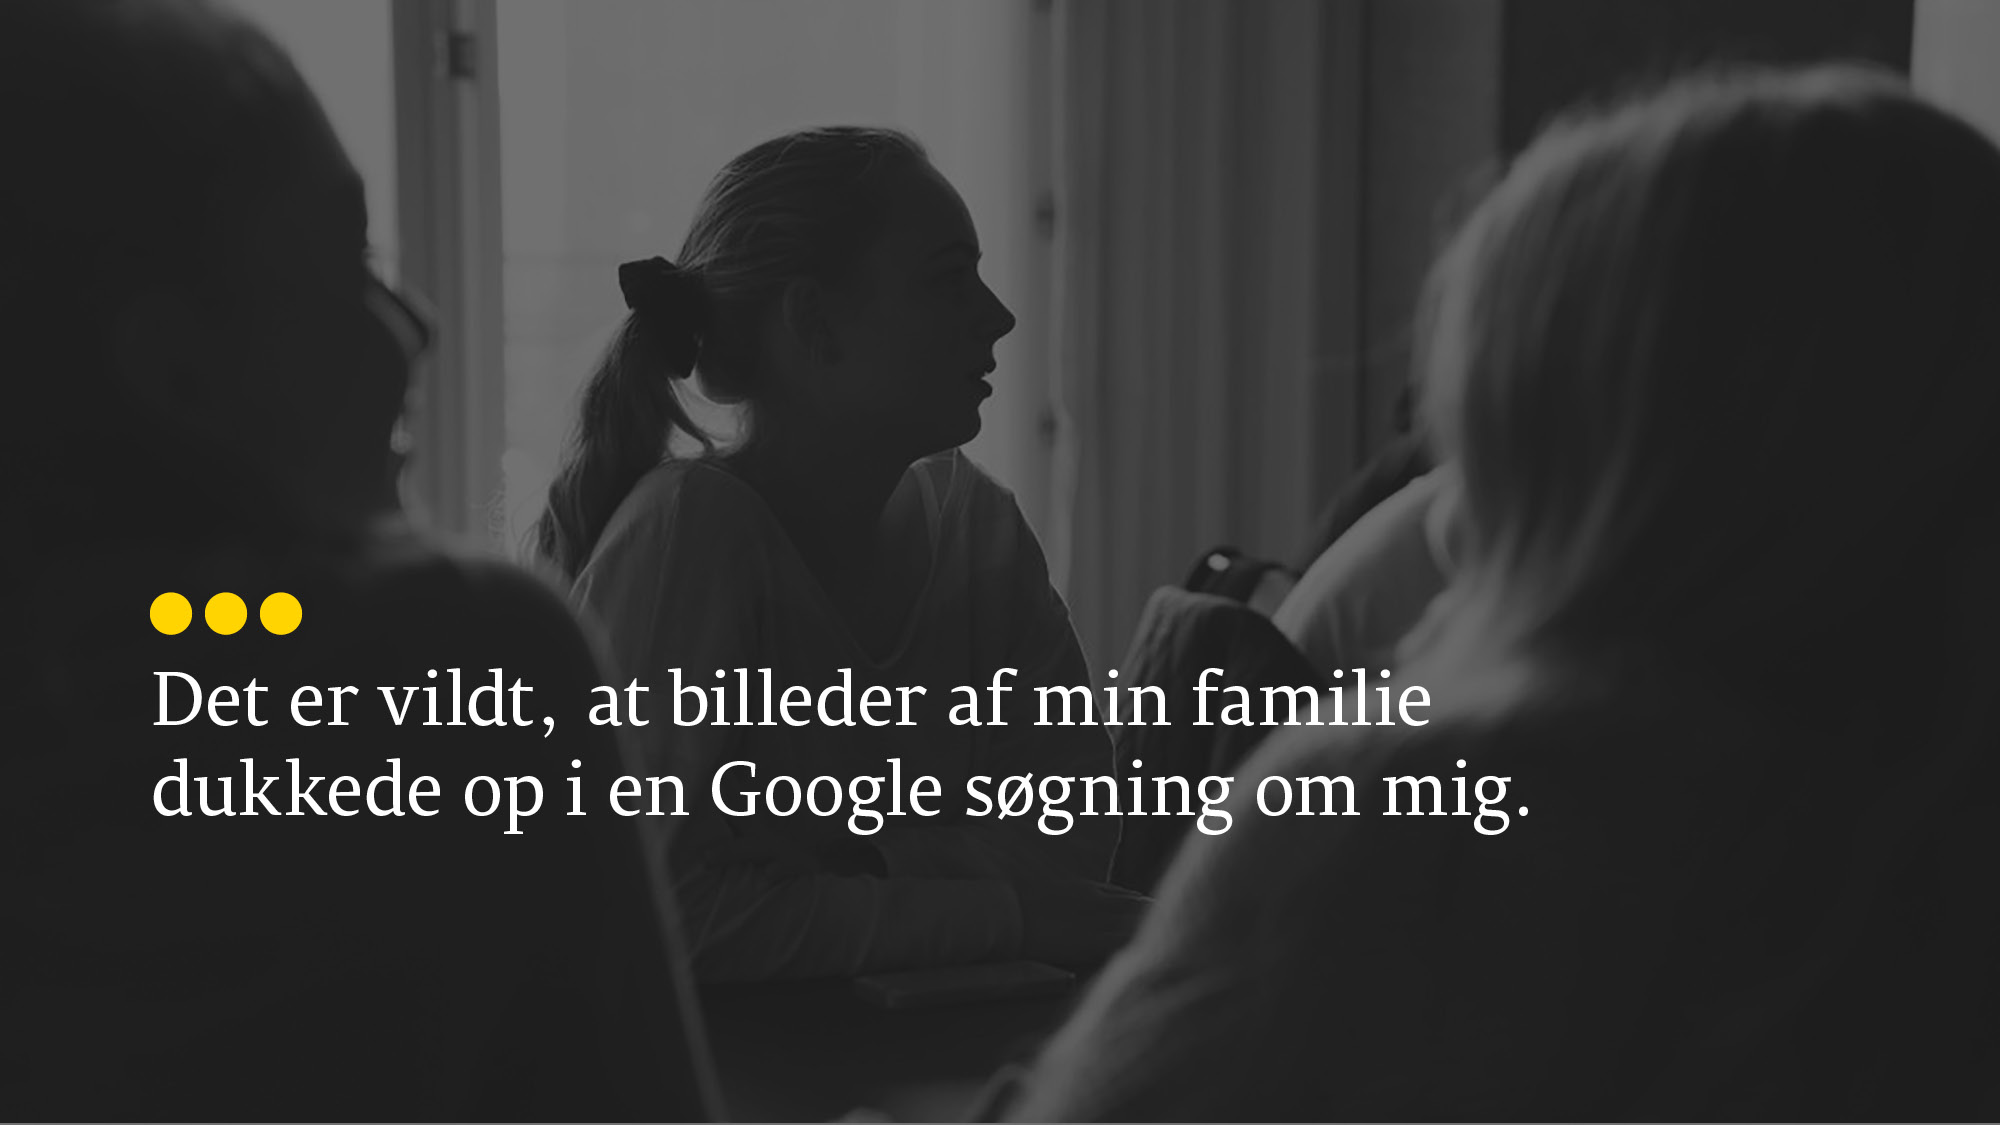 Det er vildt, at billeder af min familie
dukkede op i en Google søgning om mig.